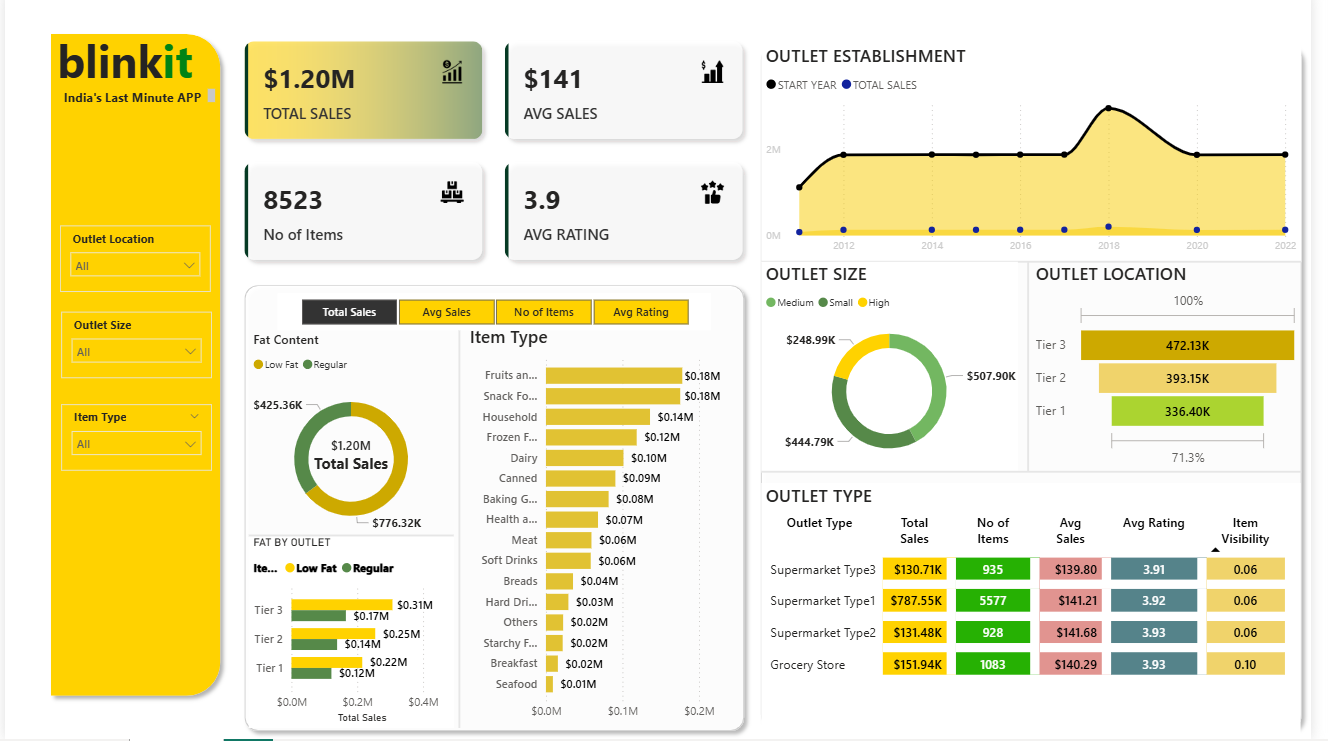 blinkit
India's Last Minute APP
Outlet Location
All
Outlet Size
All
Item Type
All
$1.20M
TOTAL SALES
$141
AVG SALES
8523
No of Items
3.9
AVG RATING
Total Sales Avg Sales No of Items Avg Rating
Fat Content
Low Fat Regular
$425.36K
$1.20M
Total Sales
$776.32K
FAT BY OUTLET
Ite... Low Fat Regular
Tier 3 $0.31M
$0.17M
Tier 2 $0.25M
$0.14M
Tier 1 $0.22M
$0.12M
$0.0M $0.2M $0.4M
Total Sales
Item Type
Fruits an... $0.18M
Snack Fo... $0.18M
Household $0.14M
Frozen F... $0.12M
Dairy $0.10M
Canned $0.09M
Baking G... $0.08M
Health a... $0.07M
Meat $0.06M
Soft Drinks $0.06M
Breads $0.04M
Hard Dri... $0.03M
Others $0.02M
Starchy F... $0.02M
Breakfast $0.02M
Seafood $0.01M
$0.0M $0.1M $0.2M
OUTLET ESTABLISHMENT
START YEAR TOTAL SALES
2M
0M
2012 2014 2016 2018 2020 2022
OUTLET SIZE
Medium Small High
$248.99K
$507.90K
$444.79K
OUTLET LOCATION
100%
Tier 3 472.13K
Tier 2 393.15K
Tier 1 336.40K
71.3%
OUTLET TYPE
Outlet Type Total Sales No of Items Avg Sales Avg Rating Item Visibility
Supermarket Type3 $130.71K 935 $139.80 3.91 0.06
Supermarket Type1 $787.55K 5577 $141.21 3.92 0.06
Supermarket Type2 $131.48K 928 $141.68 3.93 0.06
Grocery Store $151.94K 1083 $140.29 3.93 0.10